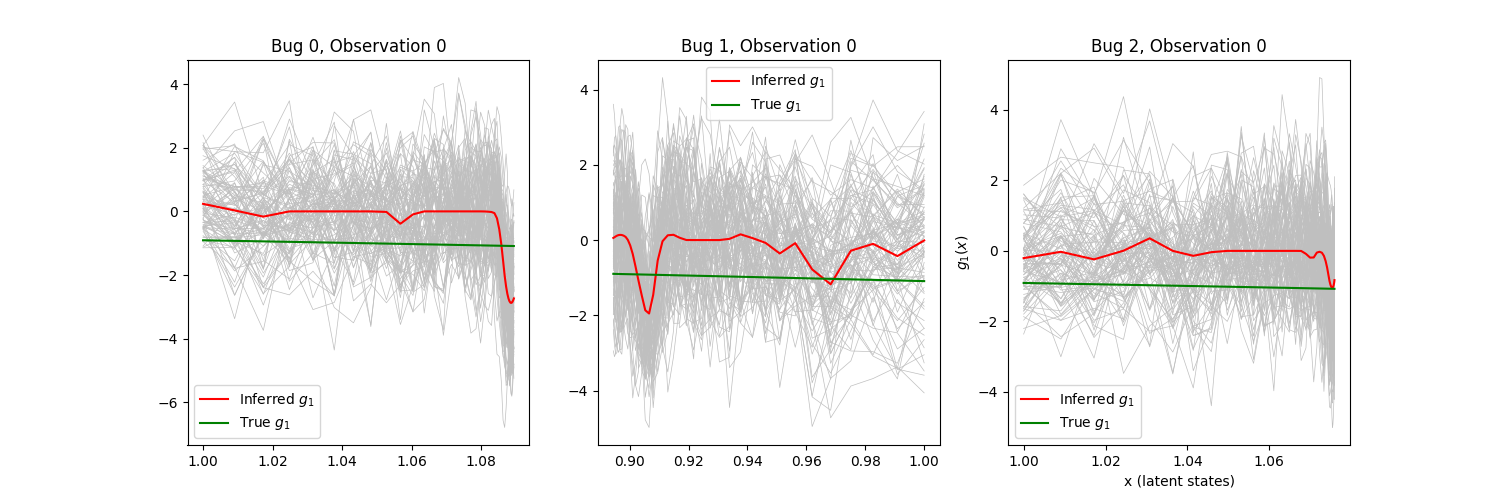 Bug 0, Observation 0
4
2
0
−2
−4
−6
Inferred g₁
True g₁
1.00 1.02 1.04 1.06 1.08
Bug 1, Observation 0
4
2
0
−2
−4
Inferred g₁
True g₁
0.90 0.92 0.94 0.96 0.98 1.00
Bug 2, Observation 0
g₁(x)
4
2
0
−2
−4
Inferred g₁
True g₁
1.00 1.02 1.04 1.06
x (latent states)